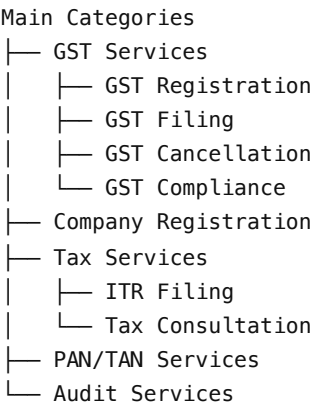 Main Categories
├── GST Services
│   ├── GST Registration
│   ├── GST Filing
│   ├── GST Cancellation
│   └── GST Compliance
├── Company Registration
├── Tax Services
│   ├── ITR Filing
│   └── Tax Consultation
├── PAN/TAN Services
└── Audit Services